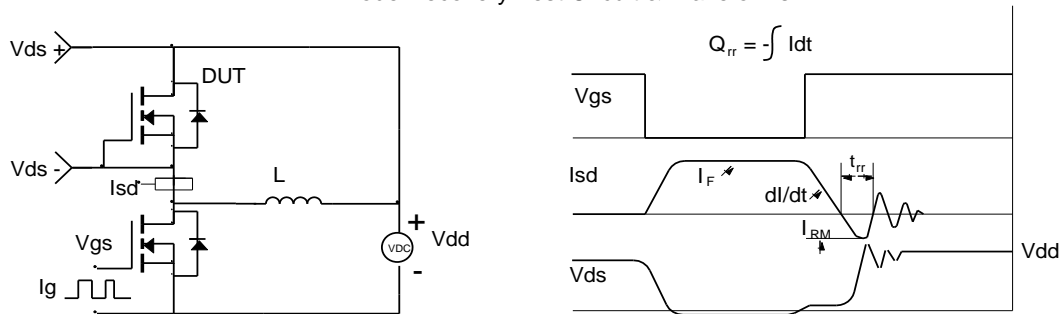 Vds +
DUT
Vds -
Isd
L
+
Vgs
VDC
Vdd
-
Ig
Qrr = -∫ Idt
Vgs
Isd
IF
dI/dt
trr
IRM
Vds
Vdd